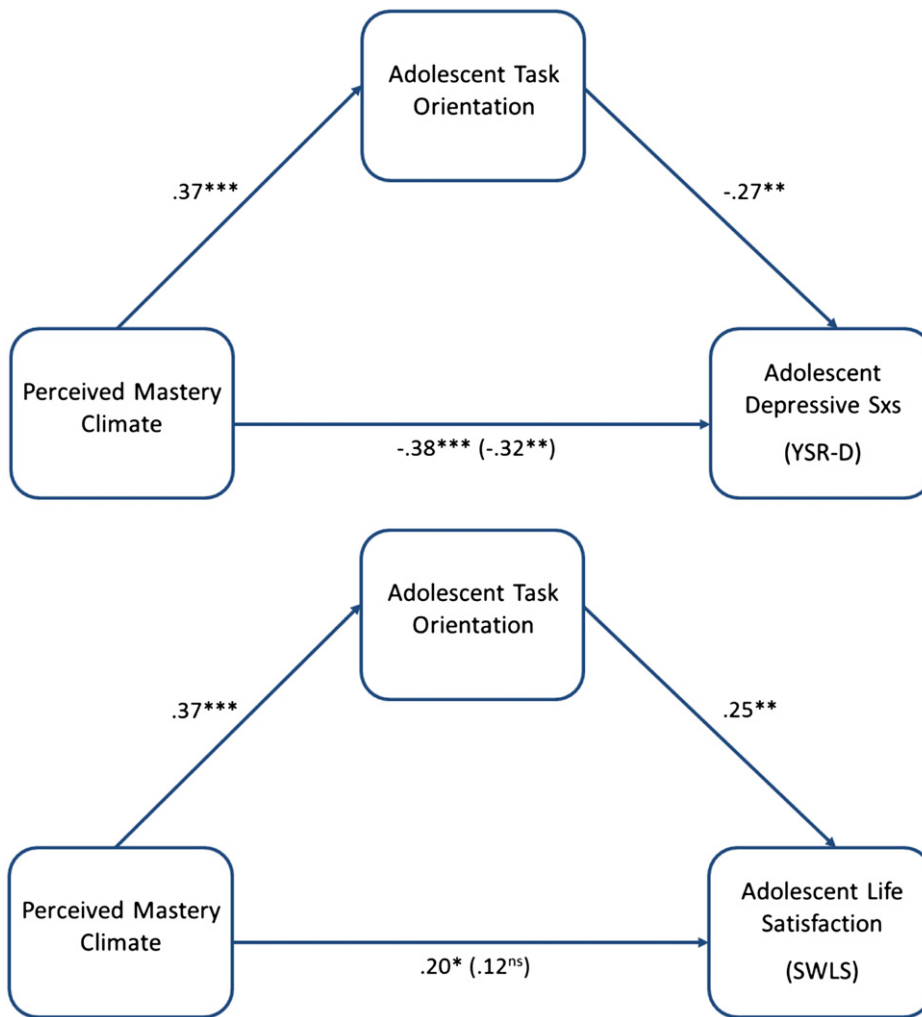 Adolescent Task
Orientation
.37***
-.27**
Perceived Mastery
Climate
Adolescent
Depressive Sxs
(YSR-D)
-.38*** (-.32**)
Adolescent Task
Orientation
.37***
.25**
Perceived Mastery
Climate
Adolescent Life
Satisfaction
(SWLS)
.20* (.12ⁿˢ)